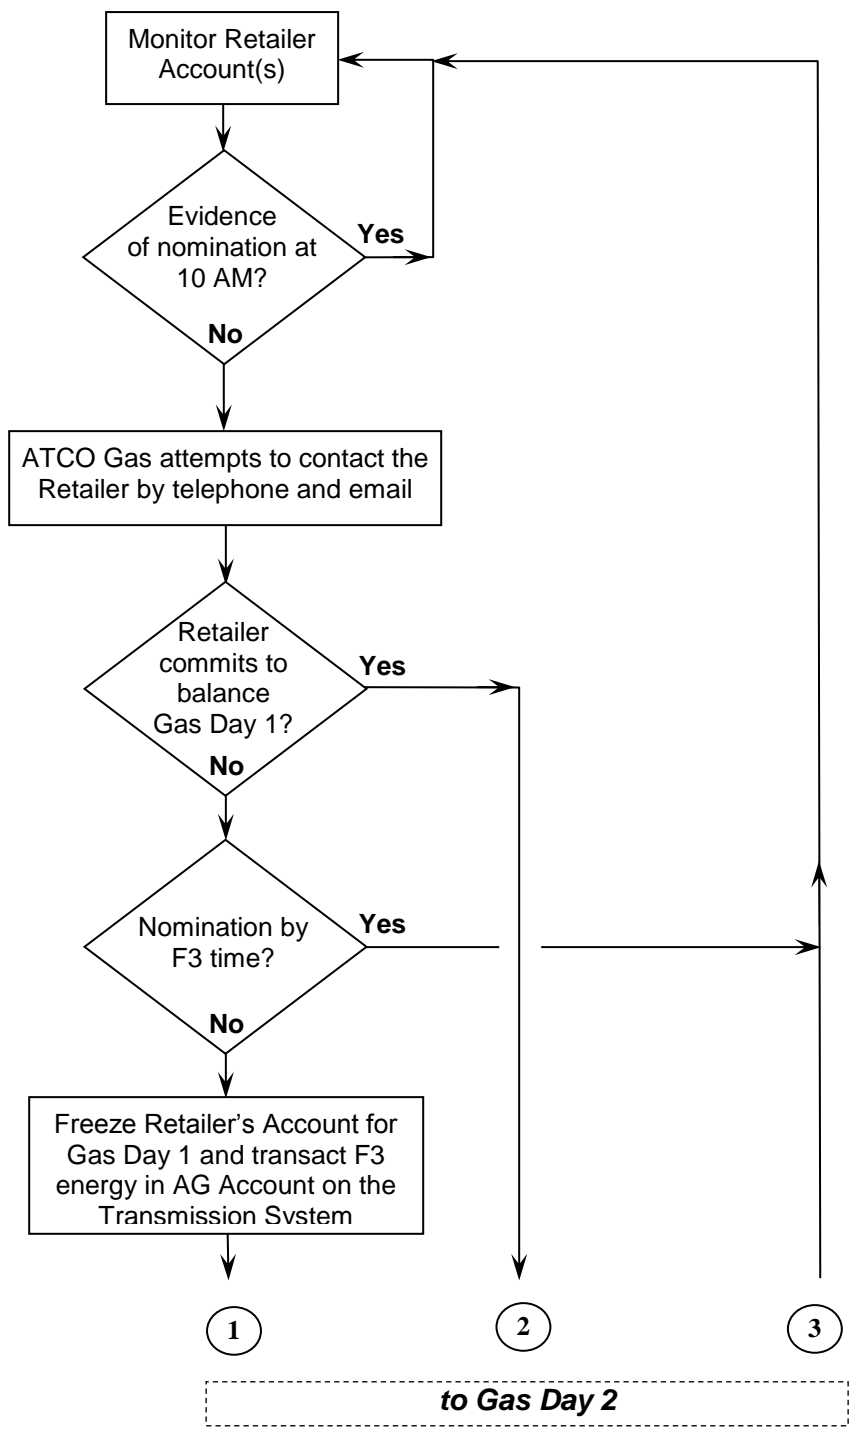 Monitor Retailer
Account(s)
Evidence
of nomination at
10 AM?
Yes
No
ATCO Gas attempts to contact the
Retailer by telephone and email
Retailer
commits to
balance
Gas Day 1?
Yes
No
Nomination by
F3 time?
Yes
No
Freeze Retailer’s Account for
Gas Day 1 and transact F3
energy in AG Account on the
Transmission System
1
2
3
to Gas Day 2